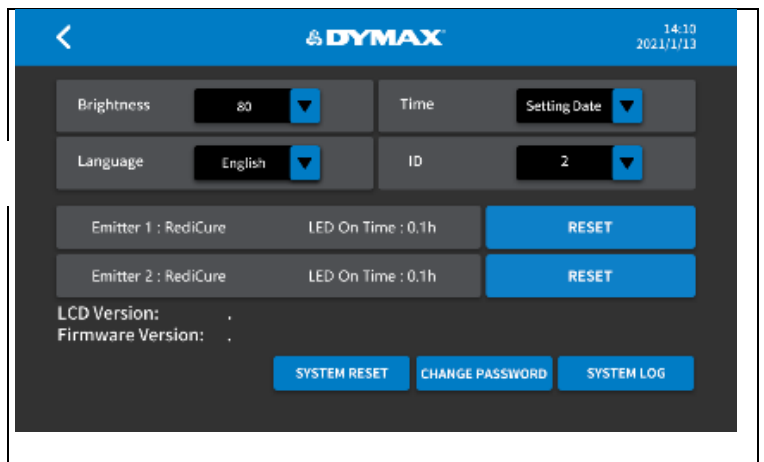 DYMAX
14:10
2021/1/13
Brightness 80 Time Setting Date
Language English ID 2
Emitter 1 : RediCure LED On Time : 0.1h RESET
Emitter 2 : RediCure LED On Time : 0.1h RESET
LCD Version: .
Firmware Version: .
SYSTEM RESET CHANGE PASSWORD SYSTEM LOG